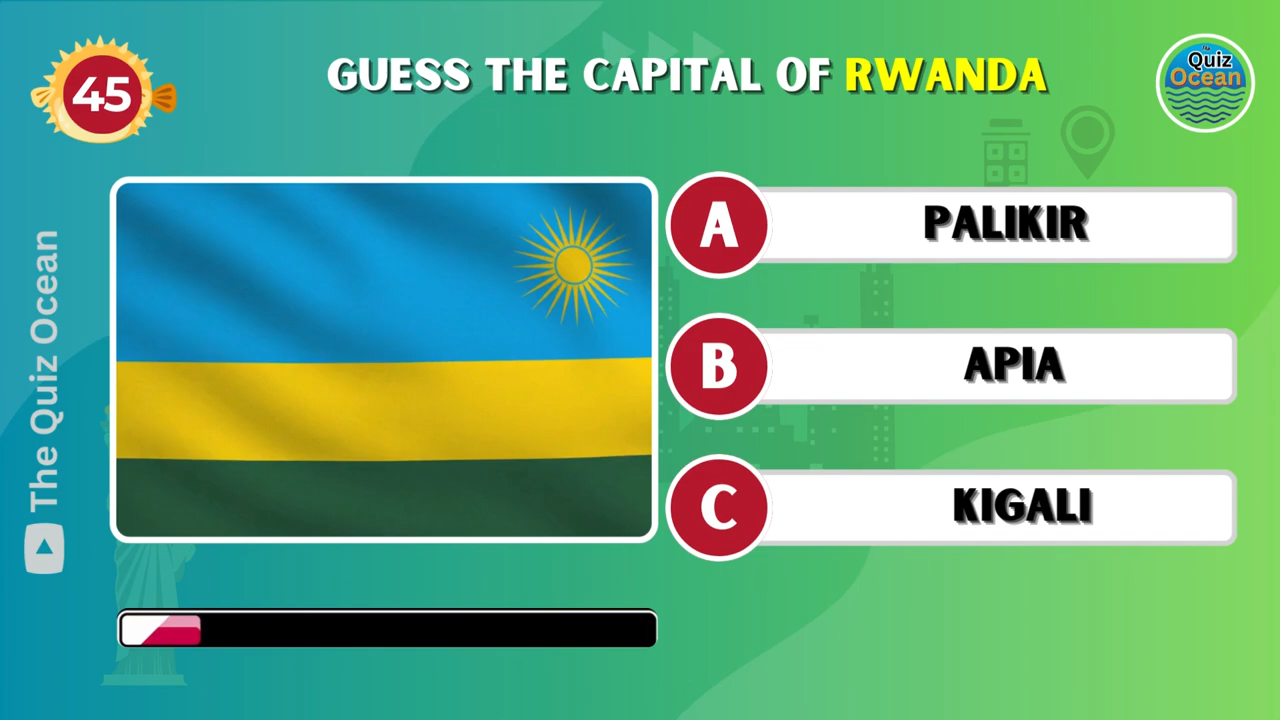 45
GUESS THE CAPITAL OF RWANDA
The
Quiz
Ocean
The Quiz Ocean
A
PALIKIR
B
APIA
C
KIGALI